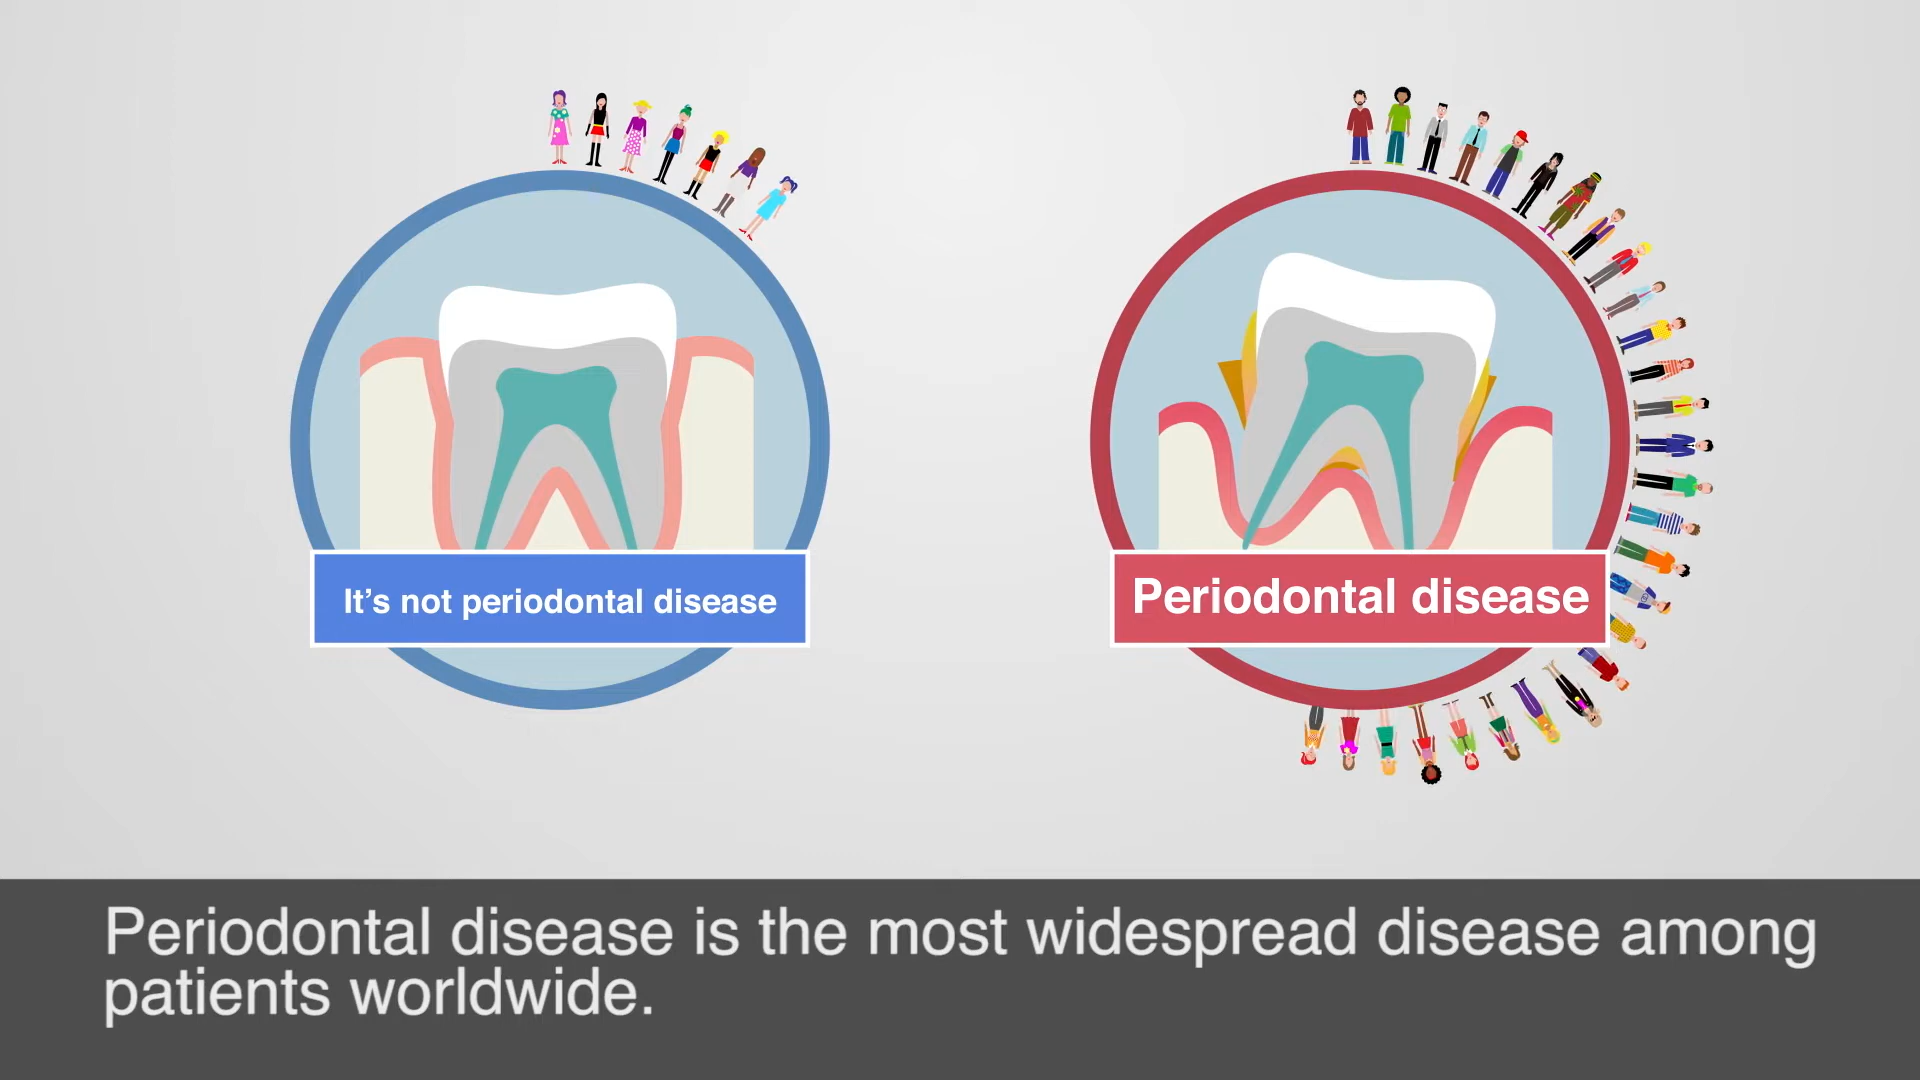 It’s not periodontal disease
Periodontal disease
Periodontal disease is the most widespread disease among
patients worldwide.